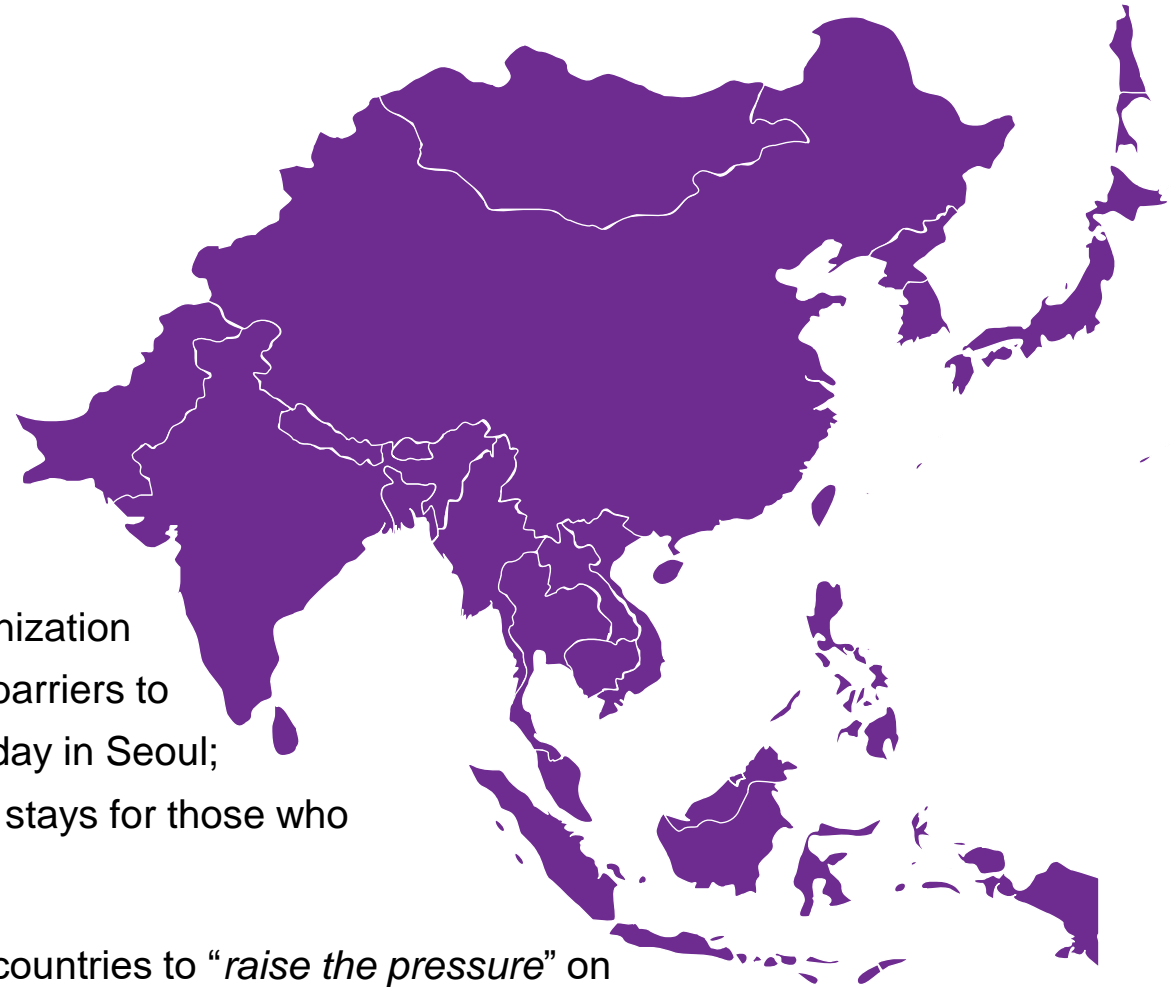 nization
barriers to
day in Seoul;
stays for those who
countries to “raise the pressure” on